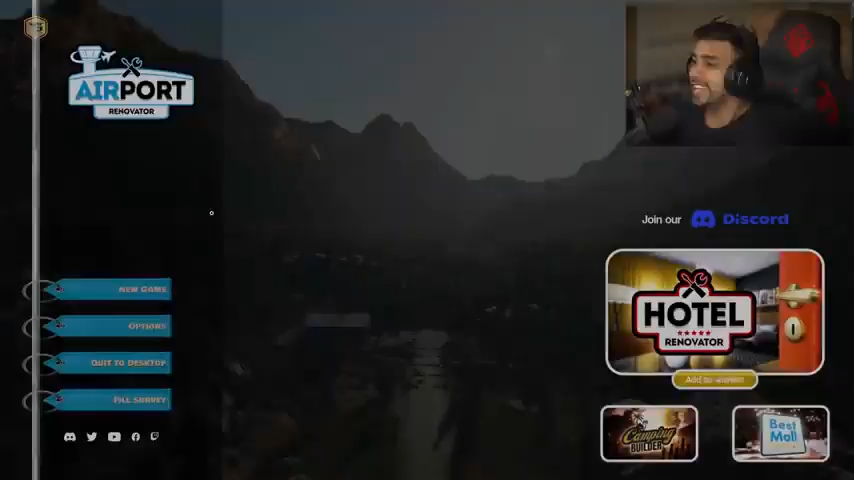 AIRPORT
RENOVATOR
Join our Discord
NEW GAME
OPTIONS
QUIT TO DESKTOP
FILL SURVEY
HOTEL
RENOVATOR
Add to wishlist
Camping
BUILDER
Best
Mall